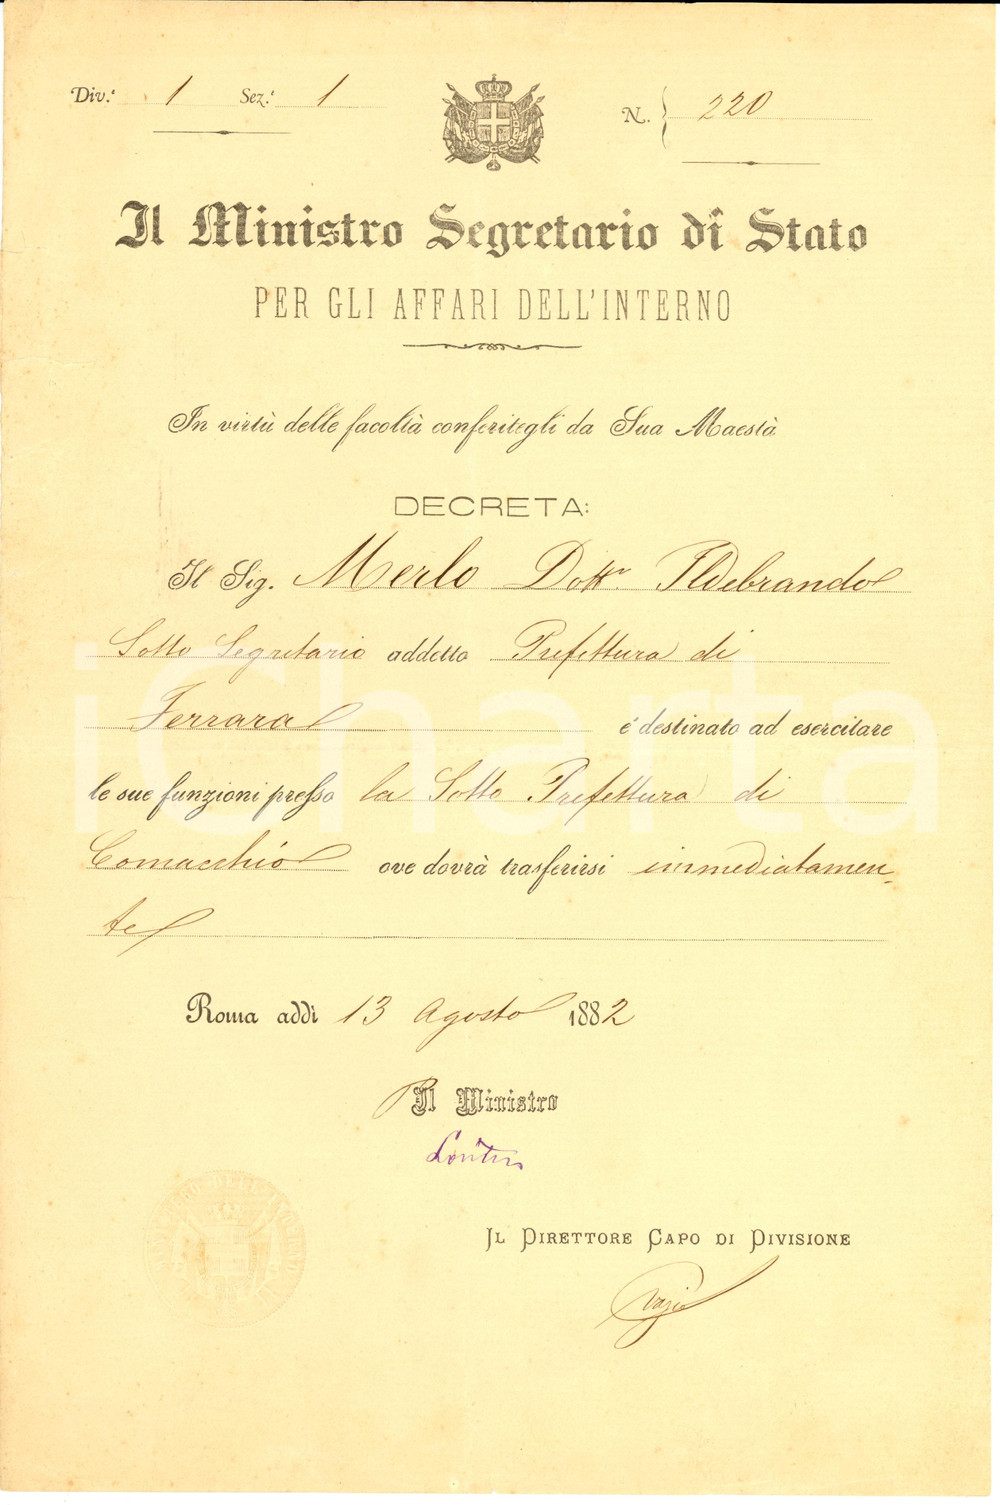 Div.ᵉ 1 Sez.ᵉ 1
N. 220
Il Ministro Segretario di Stato
PER GLI AFFARI DELL'INTERNO
In virtù delle facoltà conferitegli da Sua Maestà
DECRETA:
Il Sig. Merlo Dott.r Ildebrando
Sotto Segretario addetto Prefettura di
Ferrara è destinato ad esercitare
le sue funzioni presso la Sotto Prefettura di
Comacchio ove dovrà trasferirsi immediatamen-
te
Roma addì 13 Agosto 1882
P Il Ministro
IL DIRETTORE CAPO DI DIVISIONE
iCharta